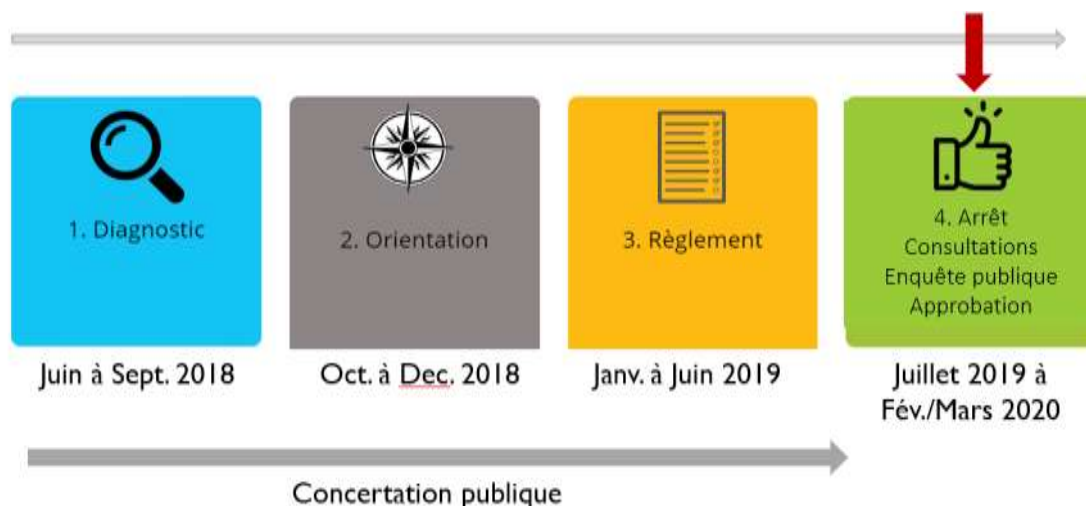 1. Diagnostic
2. Orientation
3. Règlement
4. Arrêt
Consultations
Enquête publique
Approbation
Juin à Sept. 2018
Oct. à Dec. 2018
Janv. à Juin 2019
Juillet 2019 à
Fév./Mars 2020
Concertation publique